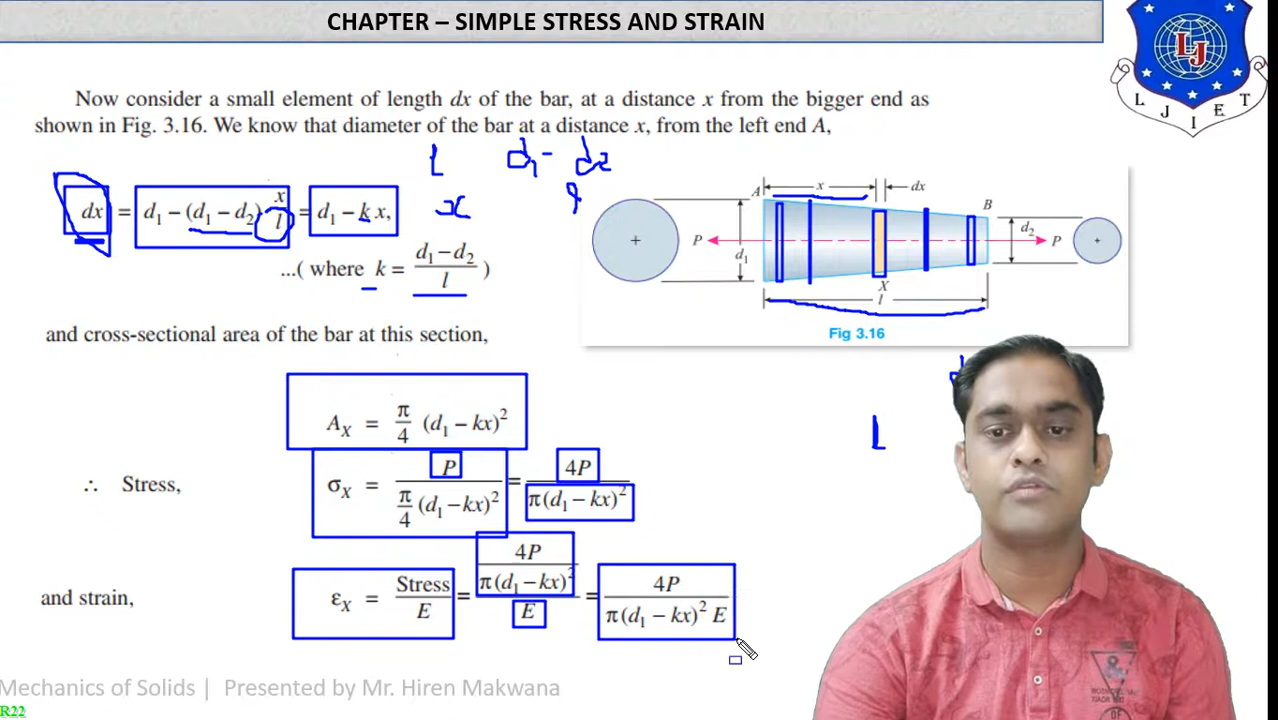 CHAPTER – SIMPLE STRESS AND STRAIN
L J I E T
Now consider a small element of length dx of the bar, at a distance x from the bigger end as
shown in Fig. 3.16. We know that diameter of the bar at a distance x, from the left end A,
l d₁- d₂
x
dx = d₁ – (d₁ – d₂) x/l = d₁ – k x,
...( where k = (d₁ – d₂)/l )
A x dx B
P d₁ d₂ P
X
l
Fig 3.16
and cross-sectional area of the bar at this section,
A_X = π/4 (d₁ – kx)²
l
∴ Stress, σ_X = P / (π/4 (d₁ – kx)²) = 4P / (π(d₁ – kx)²)
and strain, ε_X = Stress / E = (4P / (π(d₁ – kx)²)) / E = 4P / (π(d₁ – kx)² E)
Mechanics of Solids | Presented by Mr. Hiren Makwana
R22